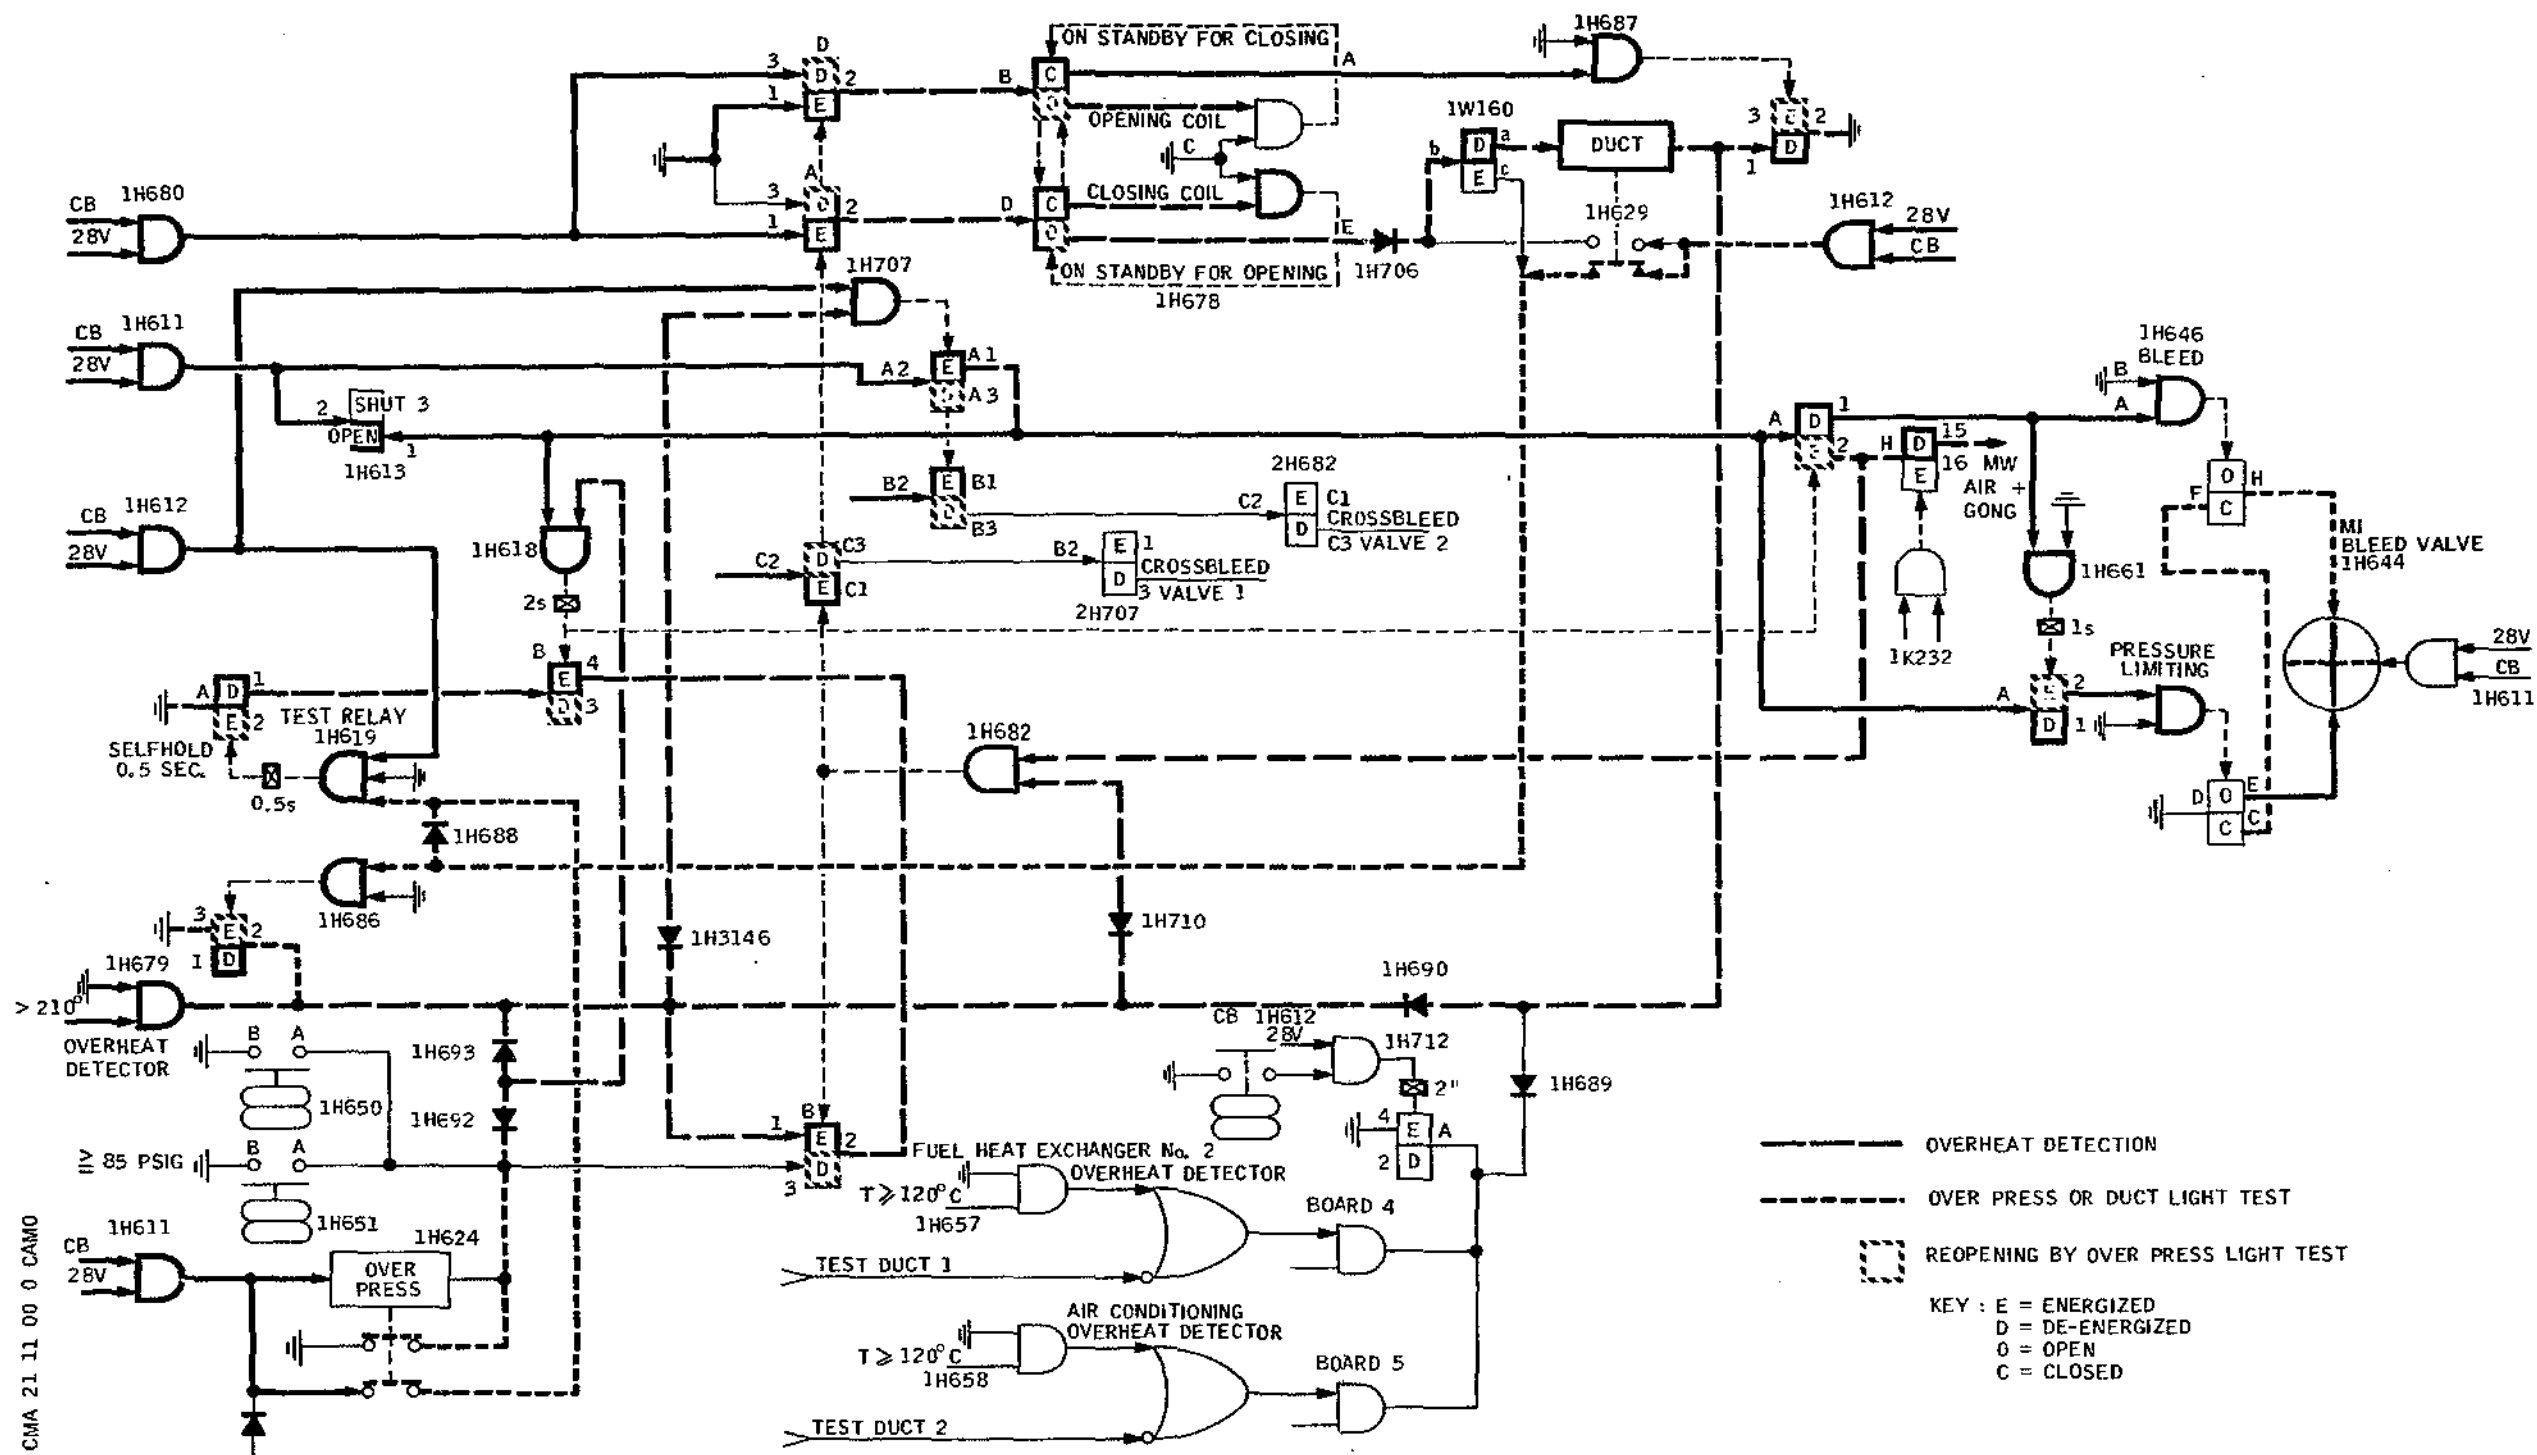 1H687
ON STANDBY FOR CLOSING
A
D
3
D
2
B
C
1
E
O
OPENING COIL
1W160
3
E
2
D
a
DUCT
b
E
c
1
D
C
A
3
D
2
D
C
CLOSING COIL
1
E
O
E
1H680
CB
28V
1H629
1H612
28V
CB
1H706
ON STANDBY FOR OPENING
1H678
1H707
1H611
CB
28V
A2
E
A1
D
A3
2
SHUT 3
OPEN
1
1H613
1H646
BLEED
B
A
A
D
1
E
2
H
D
15
16 MW
E
AIR +
GONG
O
H
F
C
2H682
B2
E
B1
D
B3
C2
E
C1
D
CROSSBLEED
C3 VALVE 2
1H612
CB
28V
1H618
2s
C3
D
C2
E
C1
B2
E
1
CROSSBLEED
D
3 VALVE 1
2H707
MI
BLEED VALVE
1H644
1H661
1s
1K232
PRESSURE
LIMITING
28V
CB
1H611
B
E
4
D
3
A
D
1
E
2
TEST RELAY
1H619
SELFHOLD
0.5 SEC.
0.5s
A
E
2
D
1
1H682
D
O
E
C
C
1H688
1H686
3
E
2
I
D
1H3146
1H710
1H679
> 210°
OVERHEAT
DETECTOR
B
A
1H650
1H693
1H692
1H690
CB
1H612
28V
1H712
2"
1H689
4
E
A
2
D
B
1
E
2
D
3
≥ 85 PSIG
B
A
1H651
FUEL HEAT EXCHANGER No. 2
OVERHEAT DETECTOR
T ⩾ 120°C
1H657
BOARD 4
TEST DUCT 1
1H611
CB
28V
1H624
OVER
PRESS
AIR CONDITIONING
OVERHEAT DETECTOR
T ⩾ 120°C
1H658
BOARD 5
TEST DUCT 2
OVERHEAT DETECTION
OVER PRESS OR DUCT LIGHT TEST
REOPENING BY OVER PRESS LIGHT TEST
KEY : E = ENERGIZED
D = DE-ENERGIZED
O = OPEN
C = CLOSED
CMA 21 11 00 0 CAMO